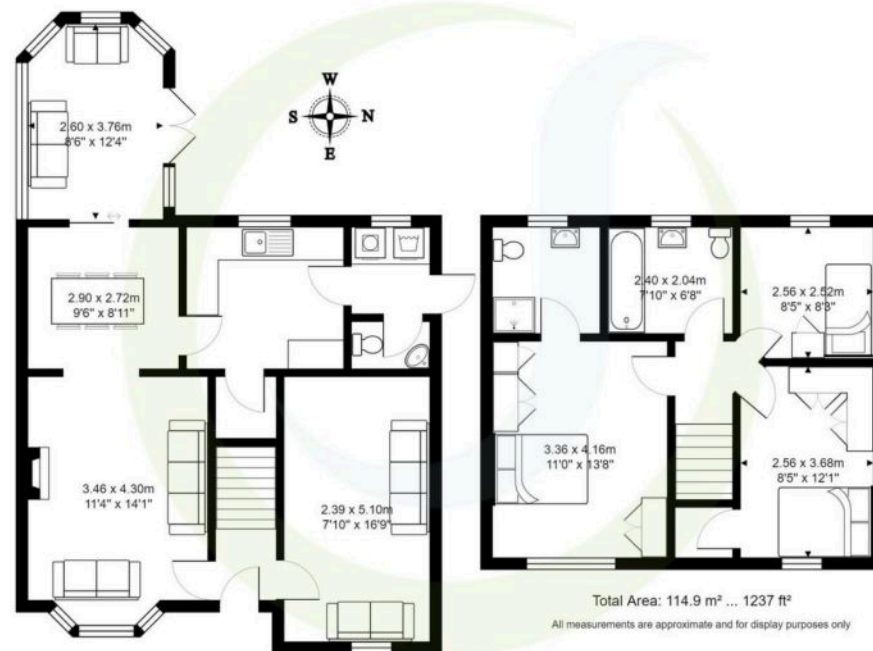 W
S N
E
2.60 x 3.76m
8'6" x 12'4"
2.90 x 2.72m
9'6" x 8'11"
3.46 x 4.30m
11'4" x 14'1"
2.39 x 5.10m
7'10" x 16'9"
2.40 x 2.04m
7'10" x 6'8"
2.56 x 2.52m
8'5" x 8'3"
3.36 x 4.16m
11'0" x 13'8"
2.56 x 3.68m
8'5" x 12'1"
Total Area: 114.9 m² ... 1237 ft²
All measurements are approximate and for display purposes only